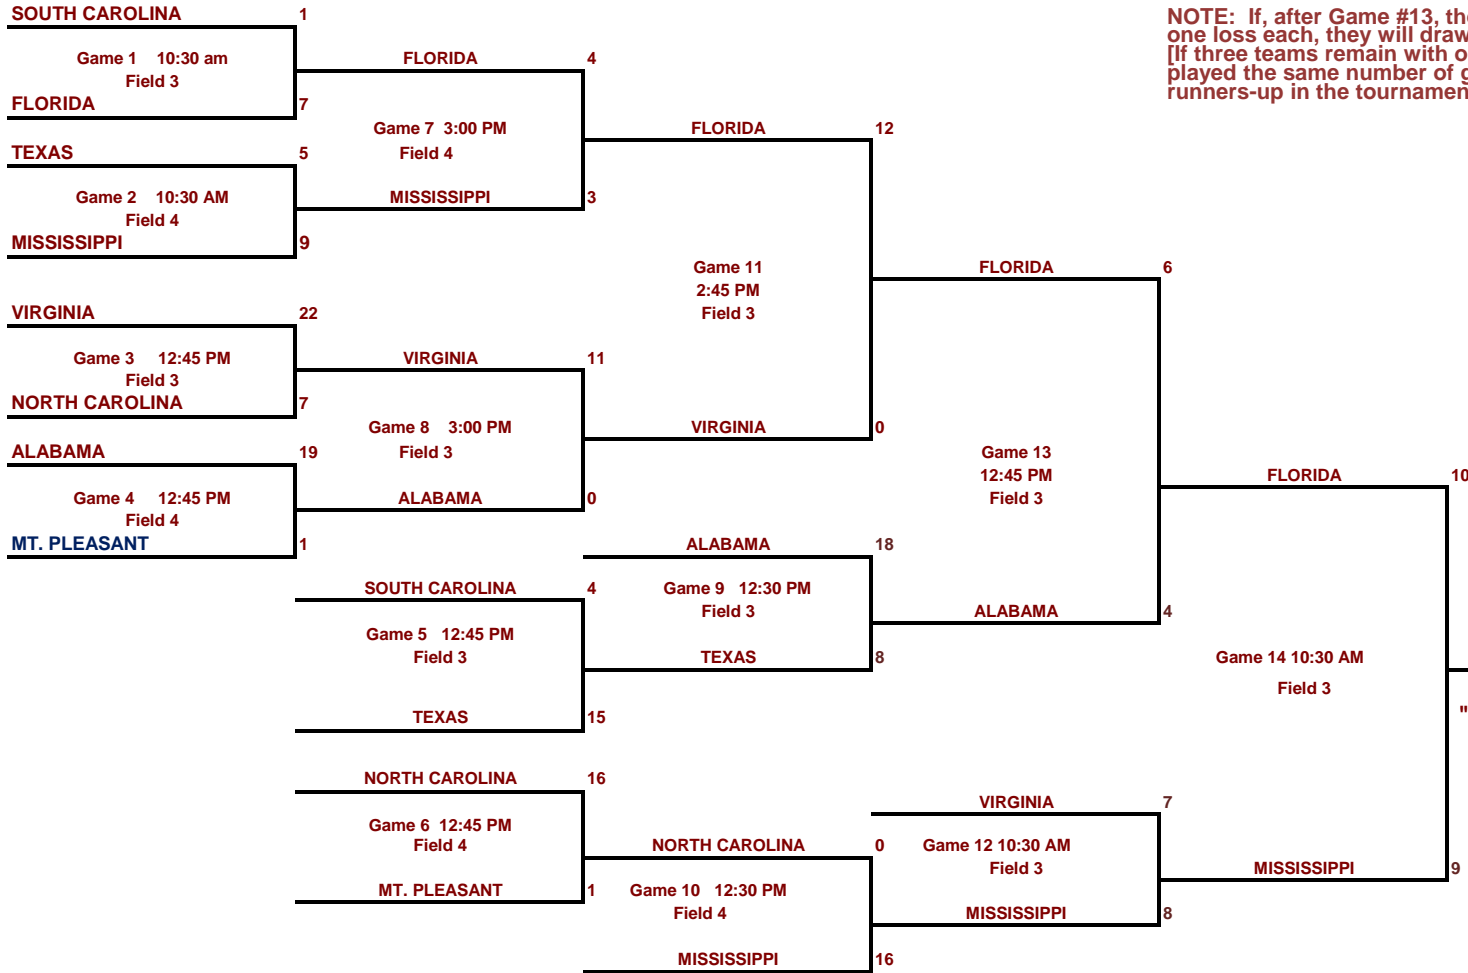 SOUTH CAROLINA 1
Game 1 10:30 am
Field 3
FLORIDA 7
TEXAS 5
Game 2 10:30 AM
Field 4
MISSISSIPPI 9
VIRGINIA 22
Game 3 12:45 PM
Field 3
NORTH CAROLINA 7
ALABAMA 19
Game 4 12:45 PM
Field 4
MT. PLEASANT 1
FLORIDA 4
Game 7 3:00 PM
Field 4
MISSISSIPPI 3
VIRGINIA 11
Game 8 3:00 PM
Field 3
ALABAMA 0
SOUTH CAROLINA 4
Game 5 12:45 PM
Field 3
TEXAS 15
NORTH CAROLINA 16
Game 6 12:45 PM
Field 4
MT. PLEASANT 1
FLORIDA 12
Game 11
2:45 PM
Field 3
VIRGINIA 0
ALABAMA 18
Game 9 12:30 PM
Field 3
TEXAS 8
NORTH CAROLINA 0
Game 10 12:30 PM
Field 4
MISSISSIPPI 16
FLORIDA 6
Game 13
12:45 PM
Field 3
ALABAMA 4
VIRGINIA 7
Game 12 10:30 AM
Field 3
MISSISSIPPI 8
NOTE: If, after Game #13, the
one loss each, they will draw
[If three teams remain with o
played the same number of g
runners-up in the tournamen
FLORIDA 10
Game 14 10:30 AM
Field 3
"
MISSISSIPPI 9